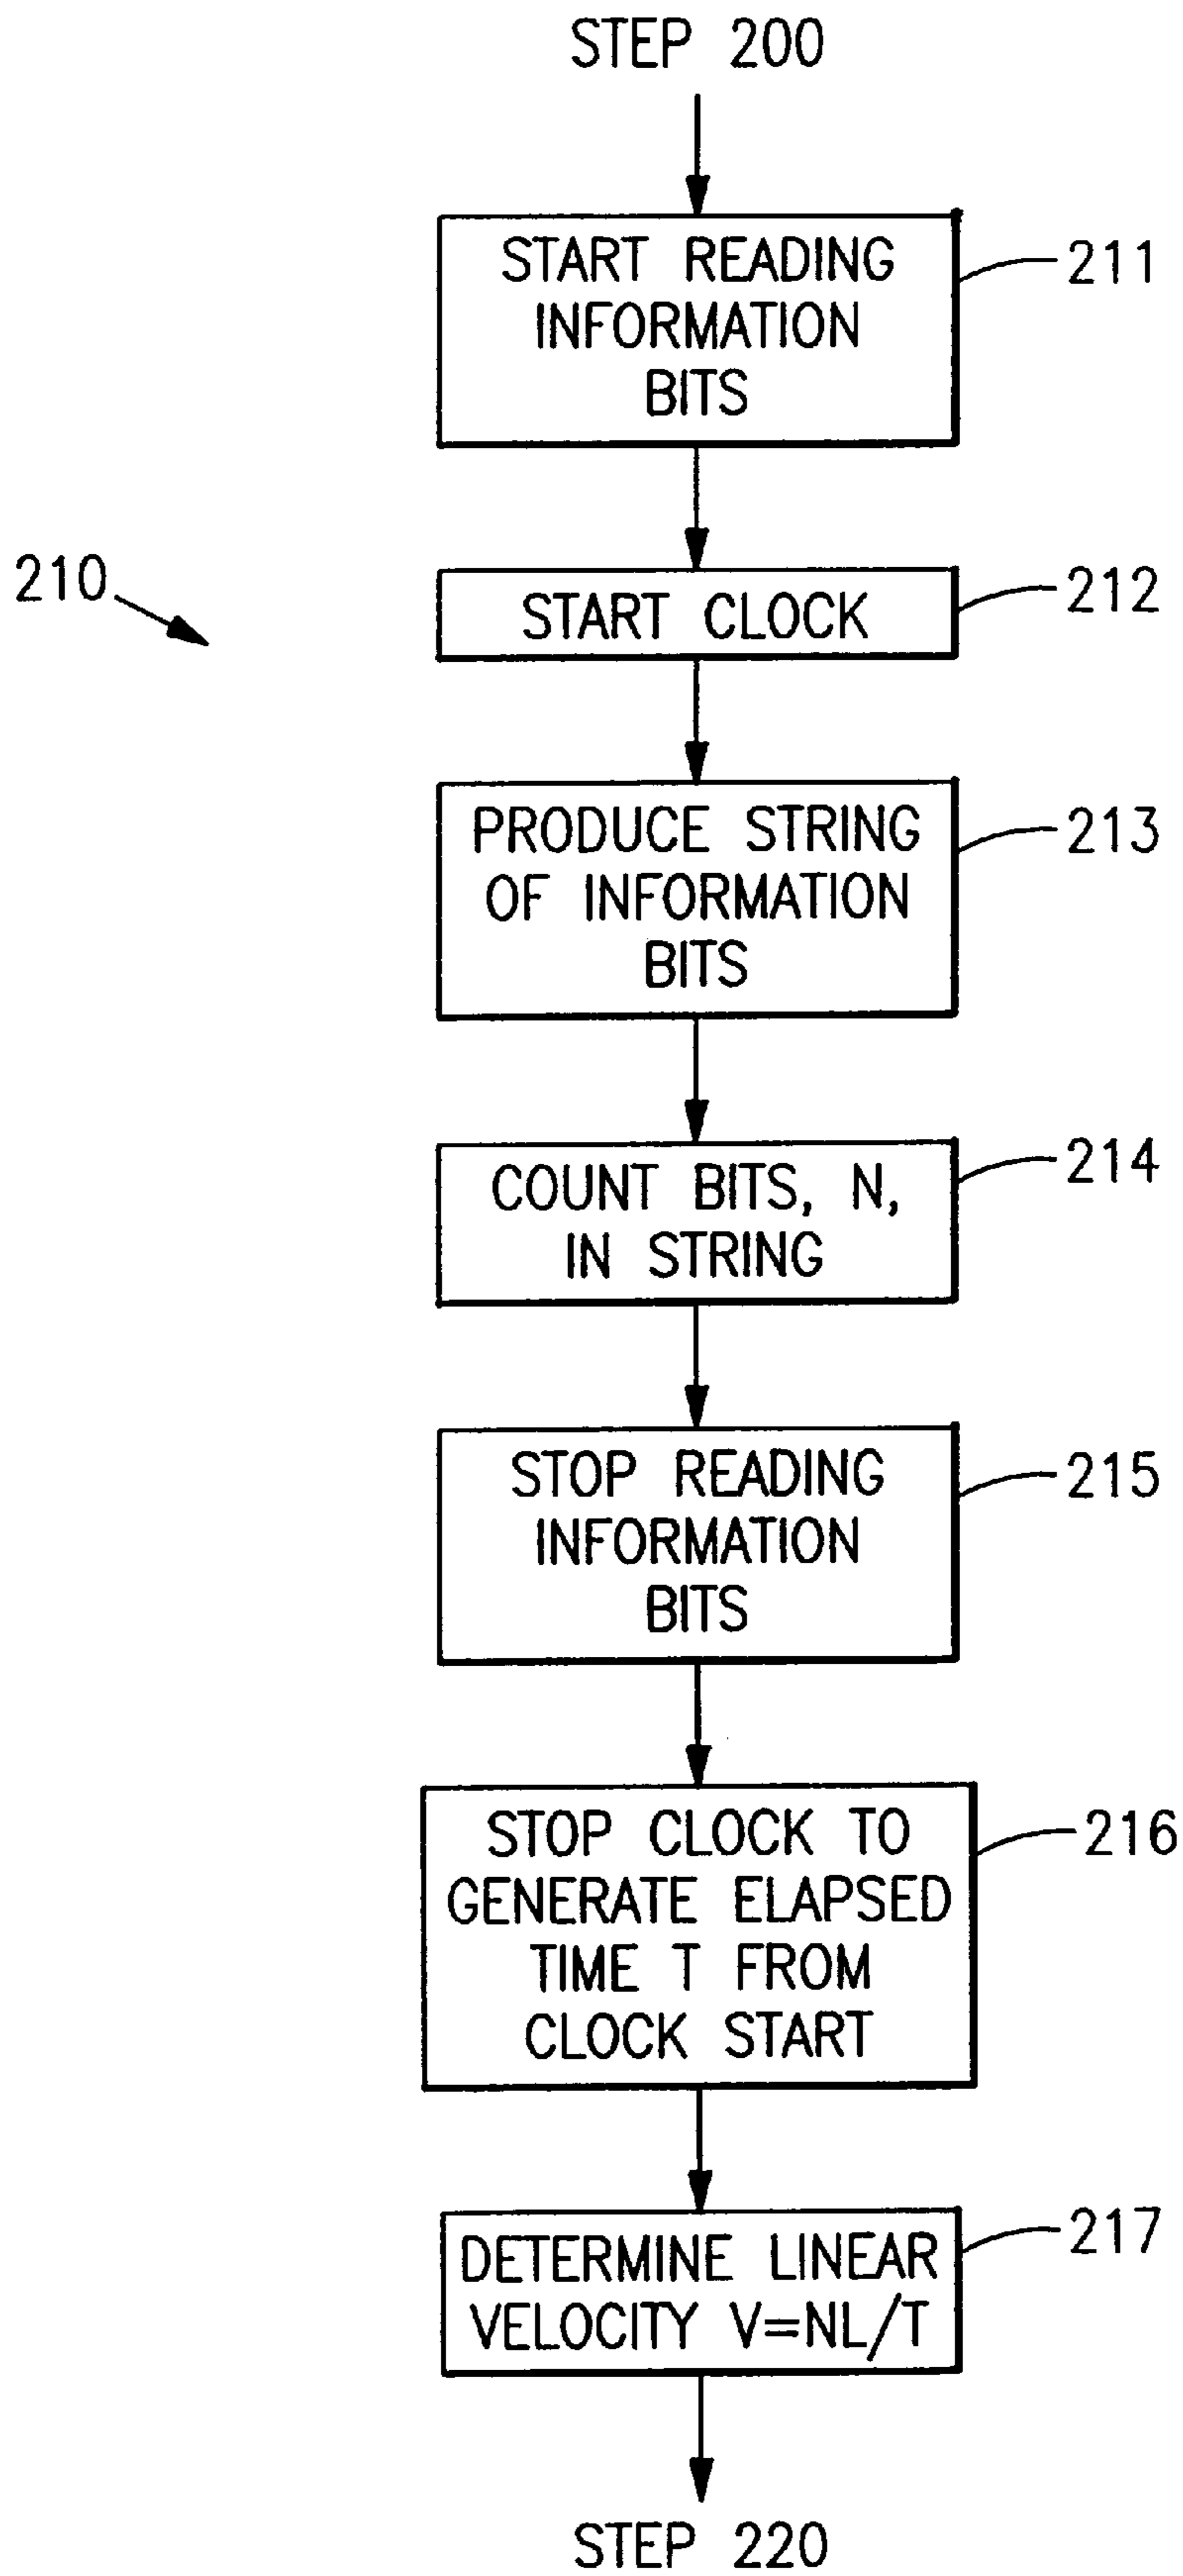 STEP 200
START READING
INFORMATION
BITS
211
210
START CLOCK
212
PRODUCE STRING
OF INFORMATION
BITS
213
COUNT BITS, N,
IN STRING
214
STOP READING
INFORMATION
BITS
215
STOP CLOCK TO
GENERATE ELAPSED
TIME T FROM
CLOCK START
216
DETERMINE LINEAR
VELOCITY V=NL/T
217
STEP 220